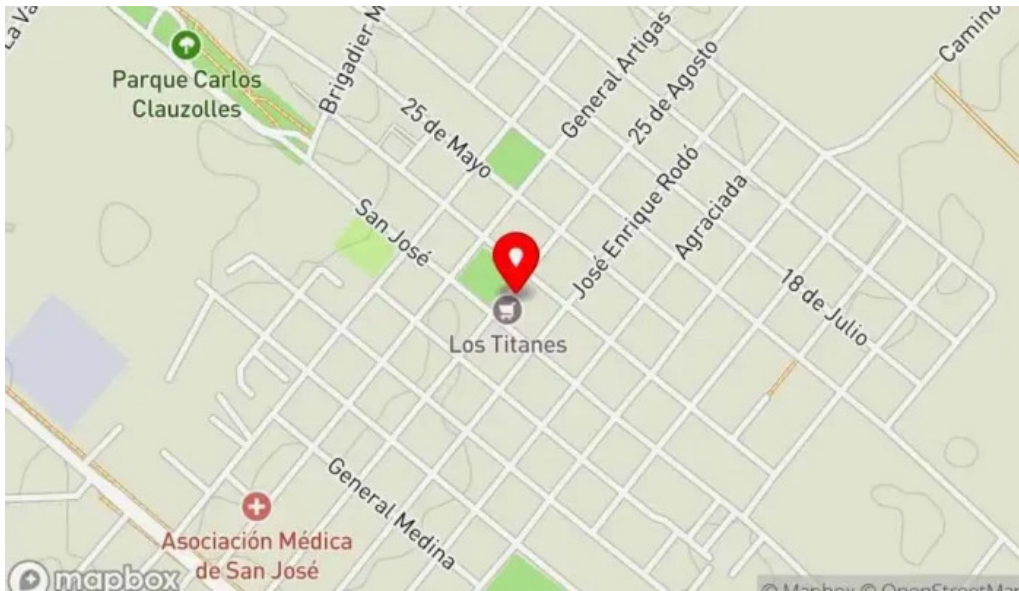 La Va
Parque Carlos
Clauzolles
Brigadier M
25 de Mayo
General Artigas
25 de Agosto
Camino
San José
José Enrique Rodó
Agraciada
18 de Julio
Los Titanes
General Medina
Asociación Médica
de San José
mapbox
© Mapbox © OpenStreetMap